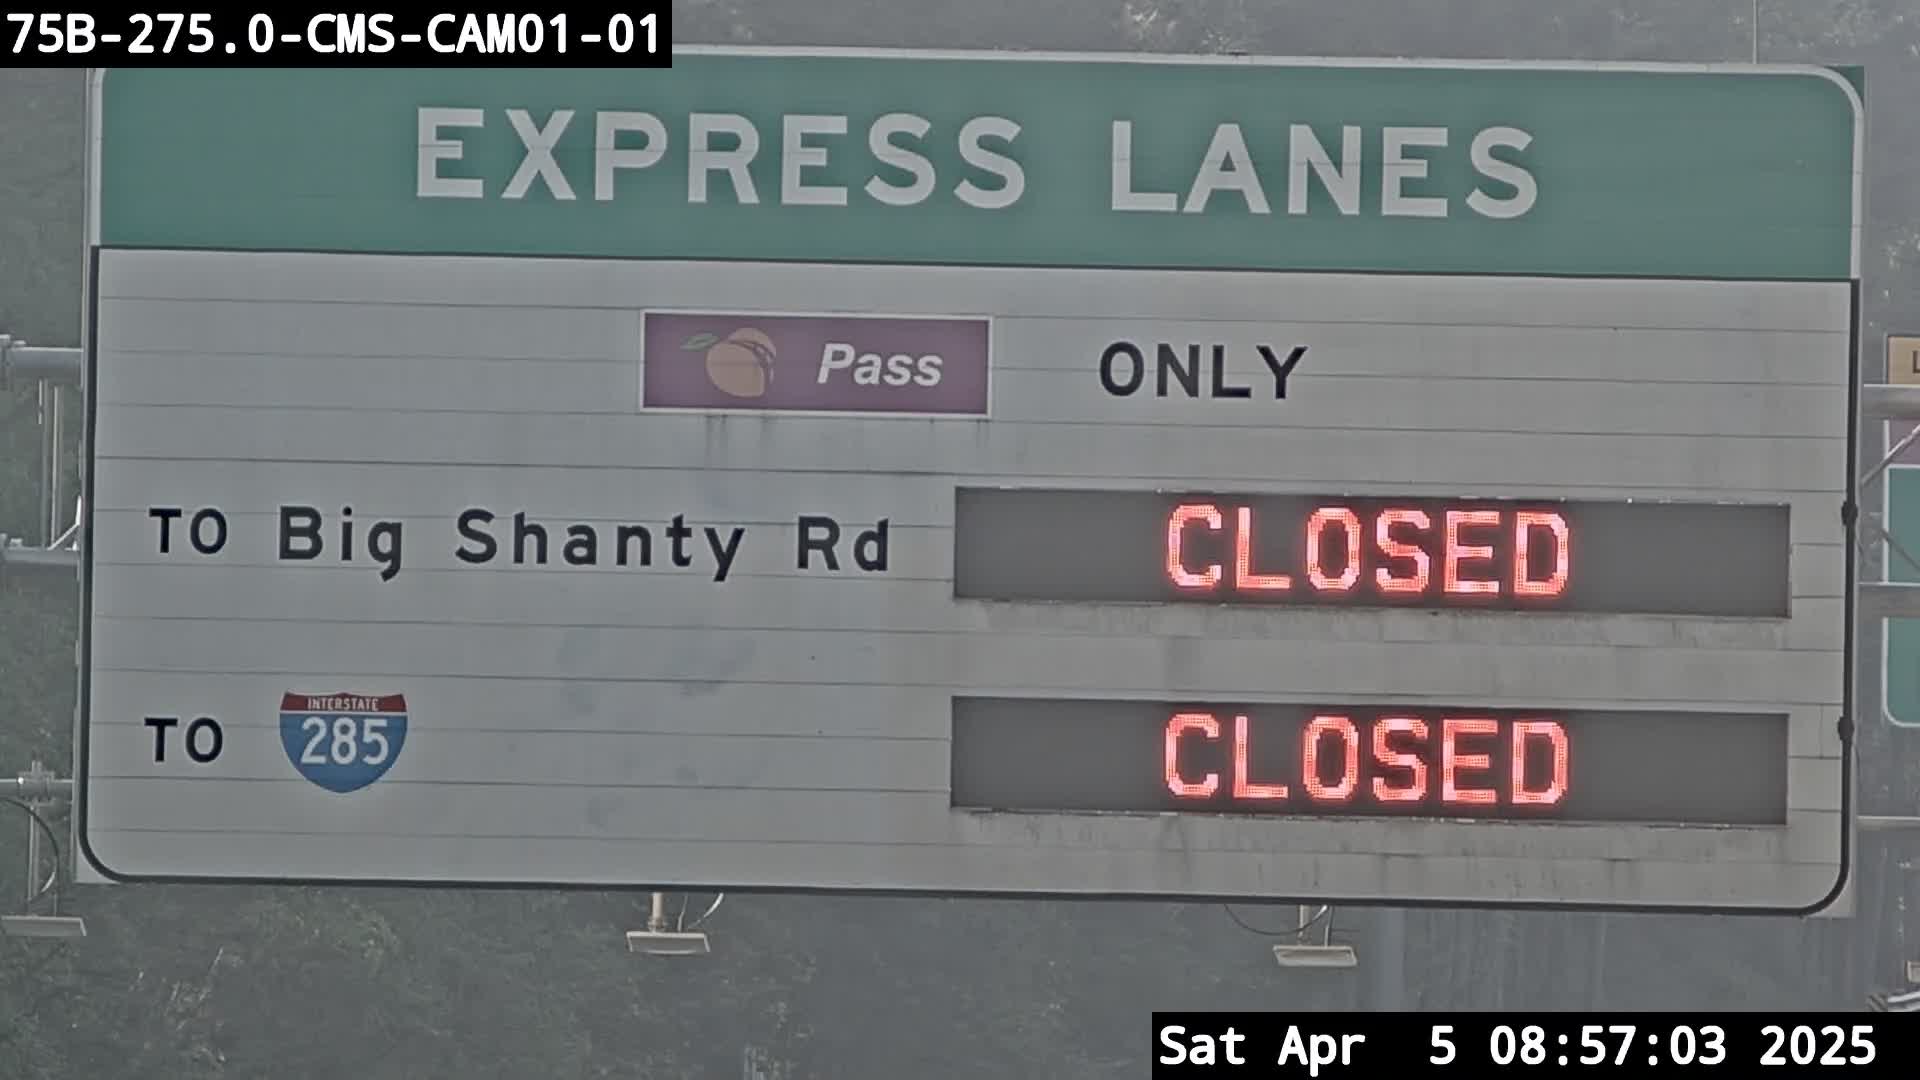 75B-275.0-CMS-CAM01-01
EXPRESS LANES
Pass ONLY
TO Big Shanty Rd CLOSED
TO INTERSTATE 285 CLOSED
Sat Apr 5 08:57:03 2025